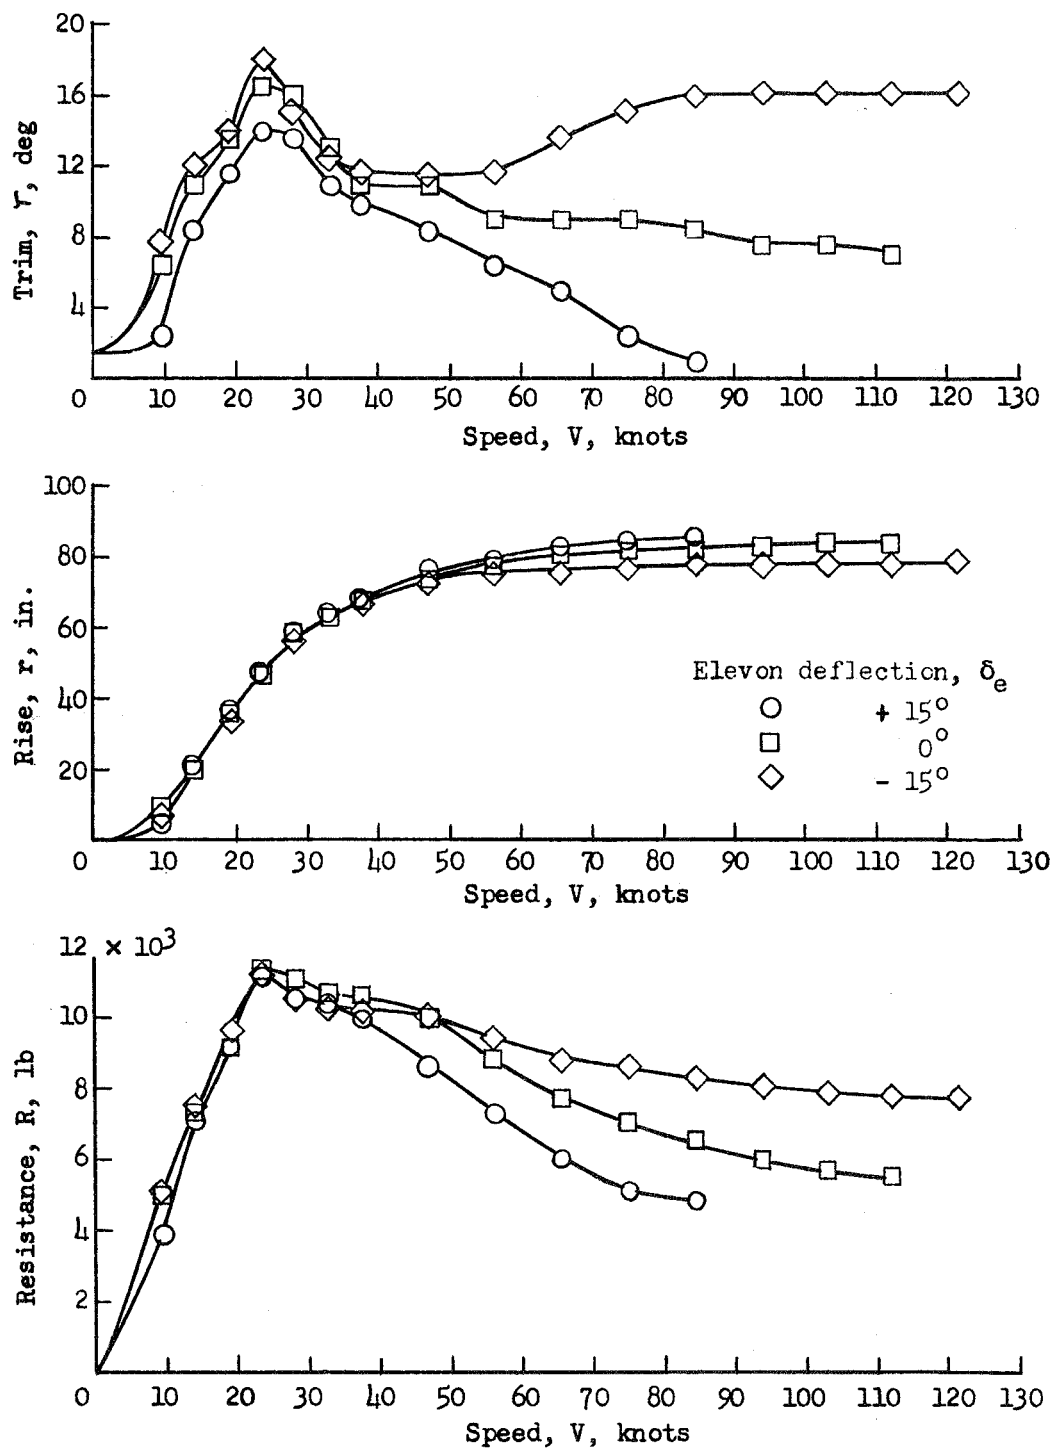 20
16
12
8
4
Trim, τ, deg
0 10 20 30 40 50 60 70 80 90 100 110 120 130
Speed, V, knots
100
80
60
40
20
Rise, r, in.
Elevon deflection, δe
+ 15°
0°
- 15°
0 10 20 30 40 50 60 70 80 90 100 110 120 130
Speed, V, knots
12 × 10³
10
8
6
4
2
Resistance, R, lb
0 10 20 30 40 50 60 70 80 90 100 110 120 130
Speed, V, knots